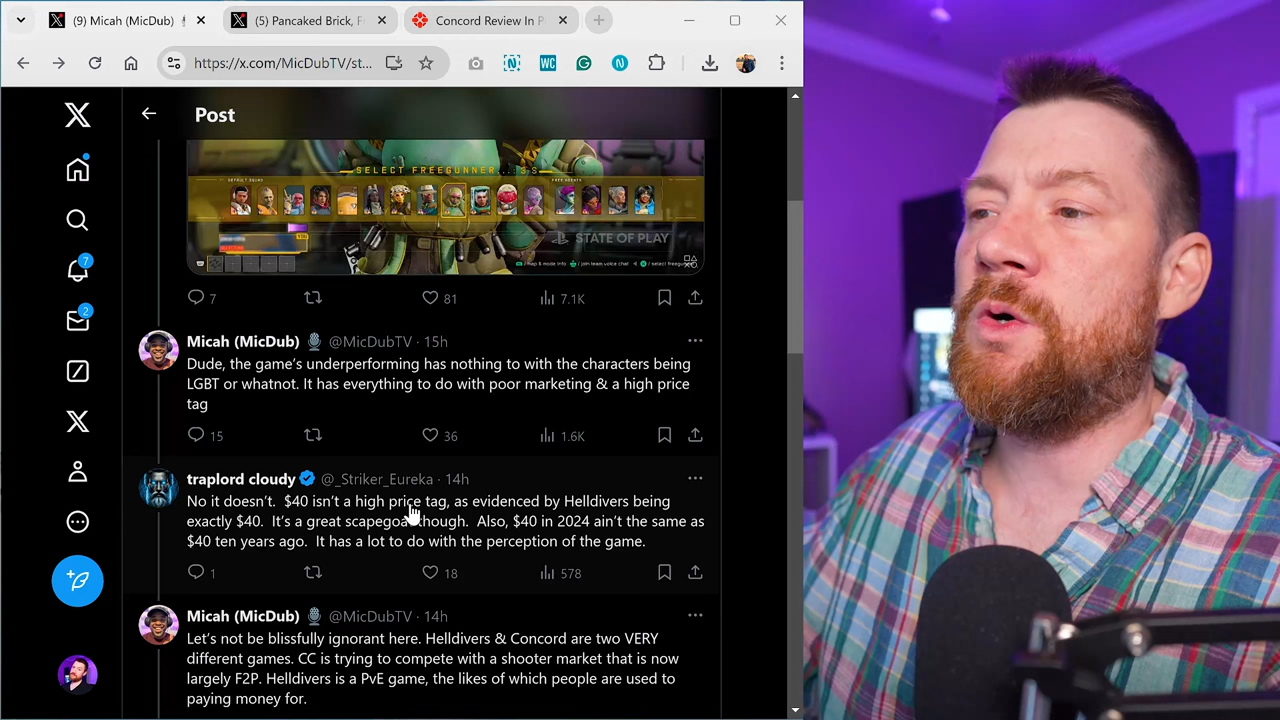 (9) Micah (MicDub)
(5) Pancaked Brick, F
Concord Review In P
https://x.com/MicDubTV/st...
WC
Post
SELECT FREEGUNNER
STATE OF PLAY
7
81
7.1K
7
2
Micah (MicDub) @MicDubTV · 15h
Dude, the game's underperforming has nothing to with the characters being
LGBT or whatnot. It has everything to do with poor marketing & a high price
tag
15
36
1.6K
traplord cloudy @_Striker_Eureka · 14h
No it doesn't. $40 isn't a high price tag, as evidenced by Helldivers being
exactly $40. It's a great scapegoat though. Also, $40 in 2024 ain't the same as
$40 ten years ago. It has a lot to do with the perception of the game.
1
18
578
Micah (MicDub) @MicDubTV · 14h
Let's not be blissfully ignorant here. Helldivers & Concord are two VERY
different games. CC is trying to compete with a shooter market that is now
largely F2P. Helldivers is a PvE game, the likes of which people are used to
paying money for.